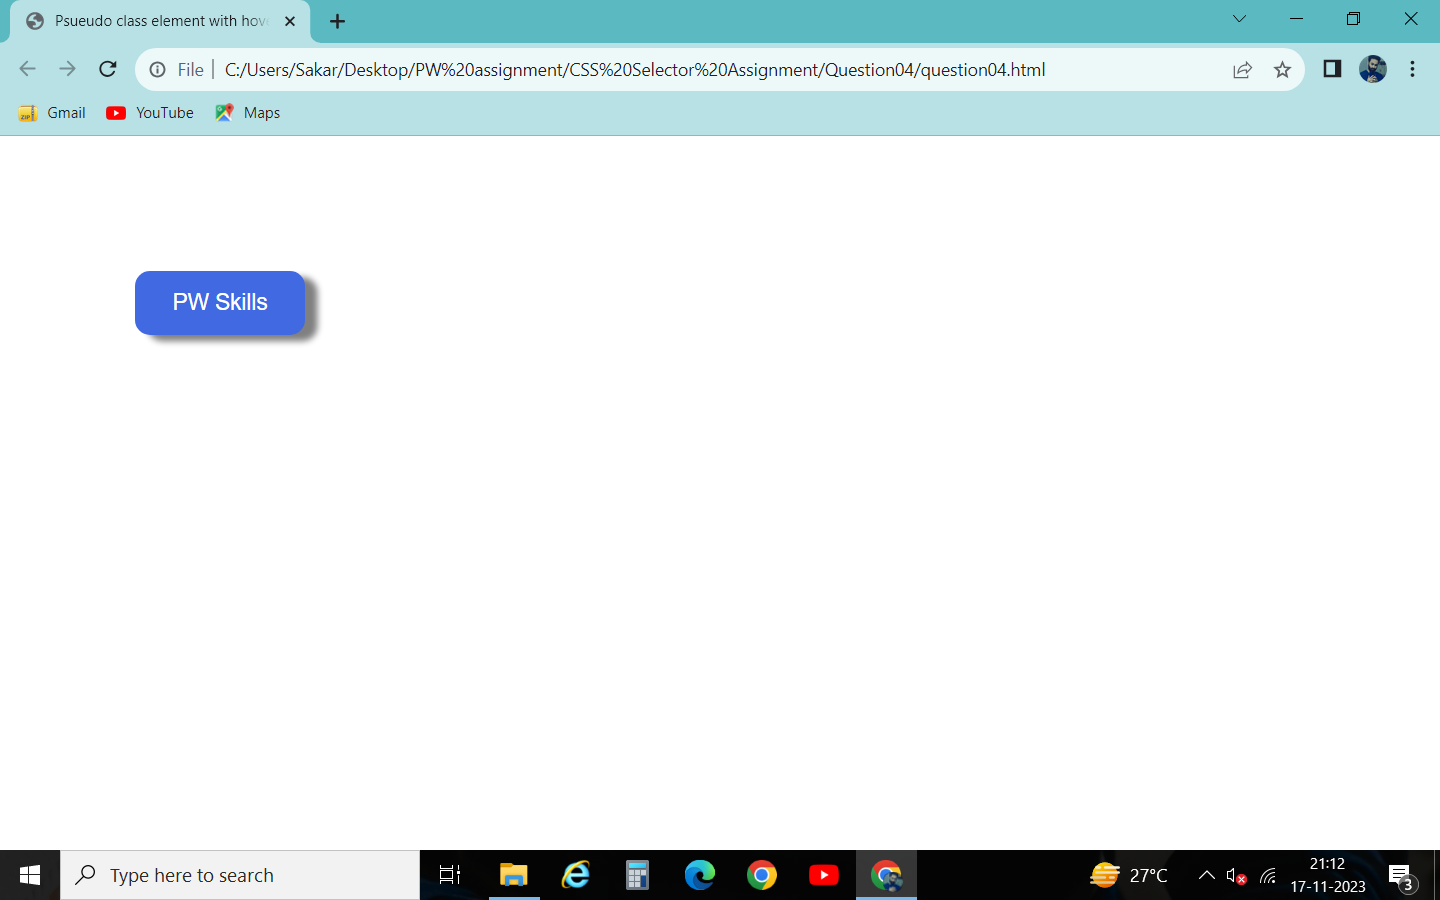 Psueudo class element with hov
File | C:/Users/Sakar/Desktop/PW%20assignment/CSS%20Selector%20Assignment/Question04/question04.html
Gmail YouTube Maps
PW Skills
Type here to search
27°C
21:12
17-11-2023
3